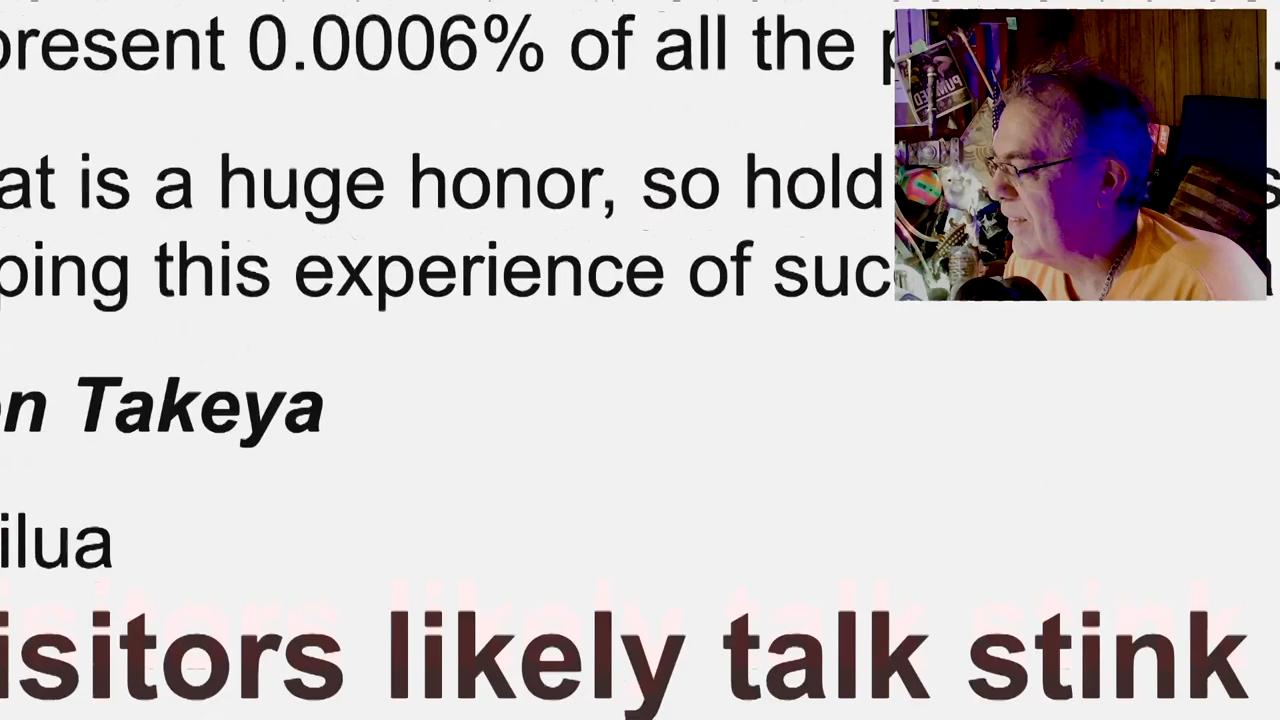 present 0.0006% of all the
at is a huge honor, so hold
ping this experience of suc
n Takeya
ilua
isitors likely talk stink